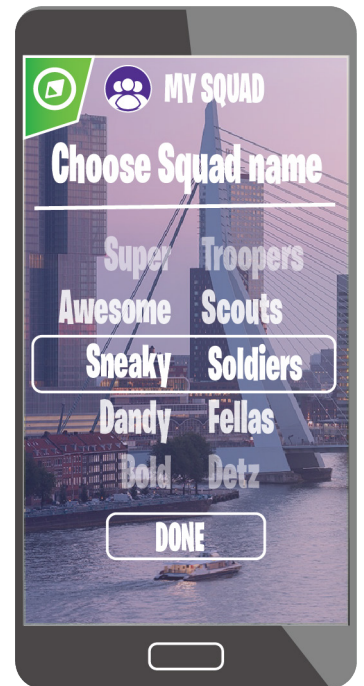 MY SQUAD
Choose Squad name
Super Troopers
Awesome Scouts
Sneaky Soldiers
Dandy Fellas
Bold Detz
DONE